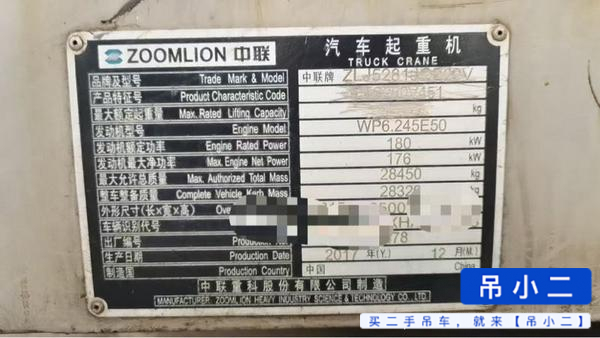 ZOOMLION 中联
汽车起重机
TRUCK CRANE
品牌及型号 Trade Mark & Model 中联牌
产品特征号 Product Characteristic Code
最大额定起重量 Max. Rated Lifting Capacity kg
发动机型号 Engine Model WP6.245E50
发动机额定功率 Engine Rated Power 180 kW
发动机最大净功率 Max. Engine Net Power 176 kW
最大允许总质量 Max. Authorized Total Mass 28450 kg
整车整备质量 Complete Vehicle Kerb Mass 28320 kg
外形尺寸(长×宽×高)
车辆识别代号
出厂编号 78
生产日期 Production Date 2017 年(Y.) 12 月(M.)
制造国 Production Country 中国 China
中联重科股份有限公司制造
MANUFACTURER: ZOOMLION HEAVY INDUSTRY SCIENCE & TECHNOLOGY CO., LTD.
吊小二
买二手吊车，就来【吊小二】